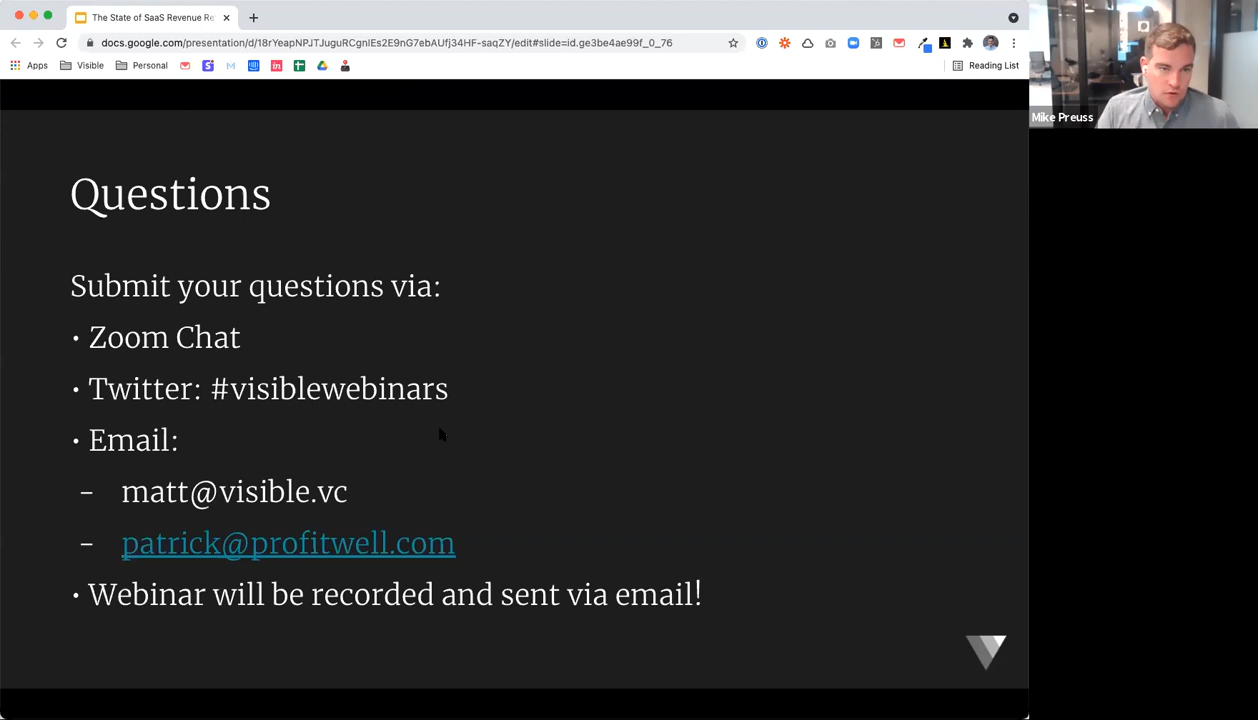 The State of SaaS Revenue Re
docs.google.com/presentation/d/18rYeapNPJTJuguRCgnIEs2E9nG7ebAUfj34HF-saqZY/edit#slide=id.ge3be4ae99f_0_76
Apps
Visible
Personal
Reading List
Mike Preuss
Questions
Submit your questions via:
• Zoom Chat
• Twitter: #visiblewebinars
• Email:
- matt@visible.vc
- patrick@profitwell.com
• Webinar will be recorded and sent via email!